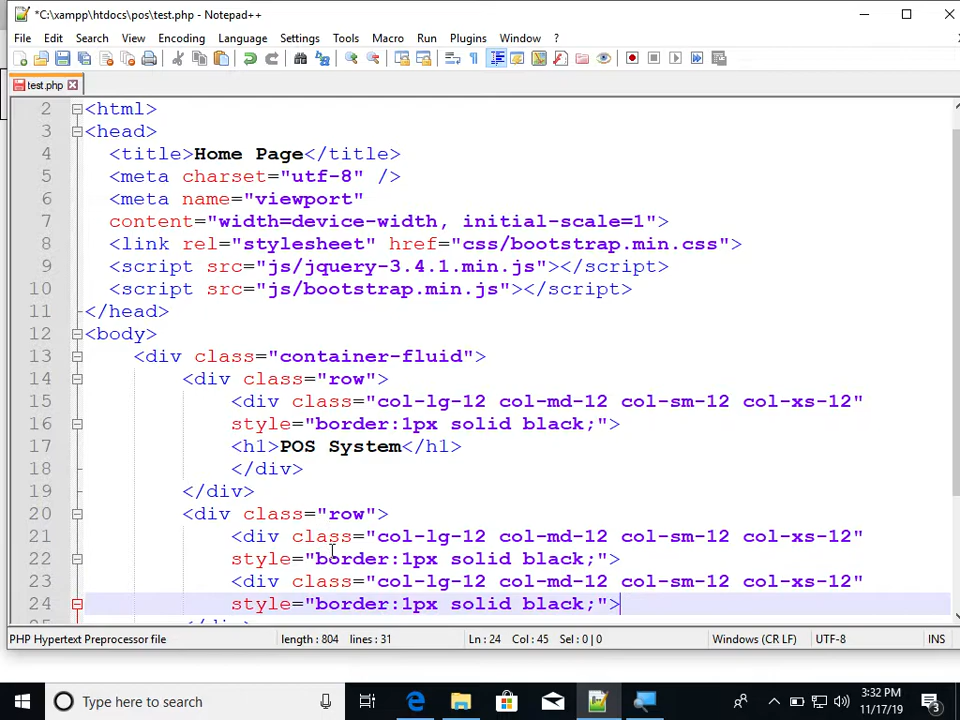 *C:\xampp\htdocs\pos\test.php - Notepad++
File Edit Search View Encoding Language Settings Tools Macro Run Plugins Window ?
test.php
2 <html>
3 <head>
4 <title>Home Page</title>
5 <meta charset="utf-8" />
6 <meta name="viewport"
7 content="width=device-width, initial-scale=1">
8 <link rel="stylesheet" href="css/bootstrap.min.css">
9 <script src="js/jquery-3.4.1.min.js"></script>
10 <script src="js/bootstrap.min.js"></script>
11 </head>
12 <body>
13 <div class="container-fluid">
14 <div class="row">
15 <div class="col-lg-12 col-md-12 col-sm-12 col-xs-12"
16 style="border:1px solid black;">
17 <h1>POS System</h1>
18 </div>
19 </div>
20 <div class="row">
21 <div class="col-lg-12 col-md-12 col-sm-12 col-xs-12"
22 style="border:1px solid black;">
23 <div class="col-lg-12 col-md-12 col-sm-12 col-xs-12"
24 style="border:1px solid black;">
PHP Hypertext Preprocessor file length : 804 lines : 31 Ln : 24 Col : 45 Sel : 0 | 0 Windows (CR LF) UTF-8 INS
Type here to search
3:32 PM
11/17/19
3